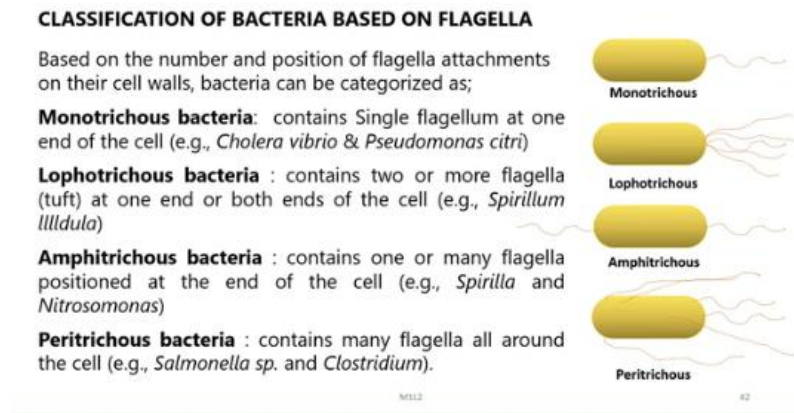 CLASSIFICATION OF BACTERIA BASED ON FLAGELLA
Based on the number and position of flagella attachments
on their cell walls, bacteria can be categorized as;
Monotrichous bacteria: contains Single flagellum at one
end of the cell (e.g., Cholera vibrio & Pseudomonas citri)
Lophotrichous bacteria : contains two or more flagella
(tuft) at one end or both ends of the cell (e.g., Spirillum
lllldula)
Amphitrichous bacteria : contains one or many flagella
positioned at the end of the cell (e.g., Spirilla and
Nitrosomonas)
Peritrichous bacteria : contains many flagella all around
the cell (e.g., Salmonella sp. and Clostridium).
Monotrichous
Lophotrichous
Amphitrichous
Peritrichous
M1L2
42